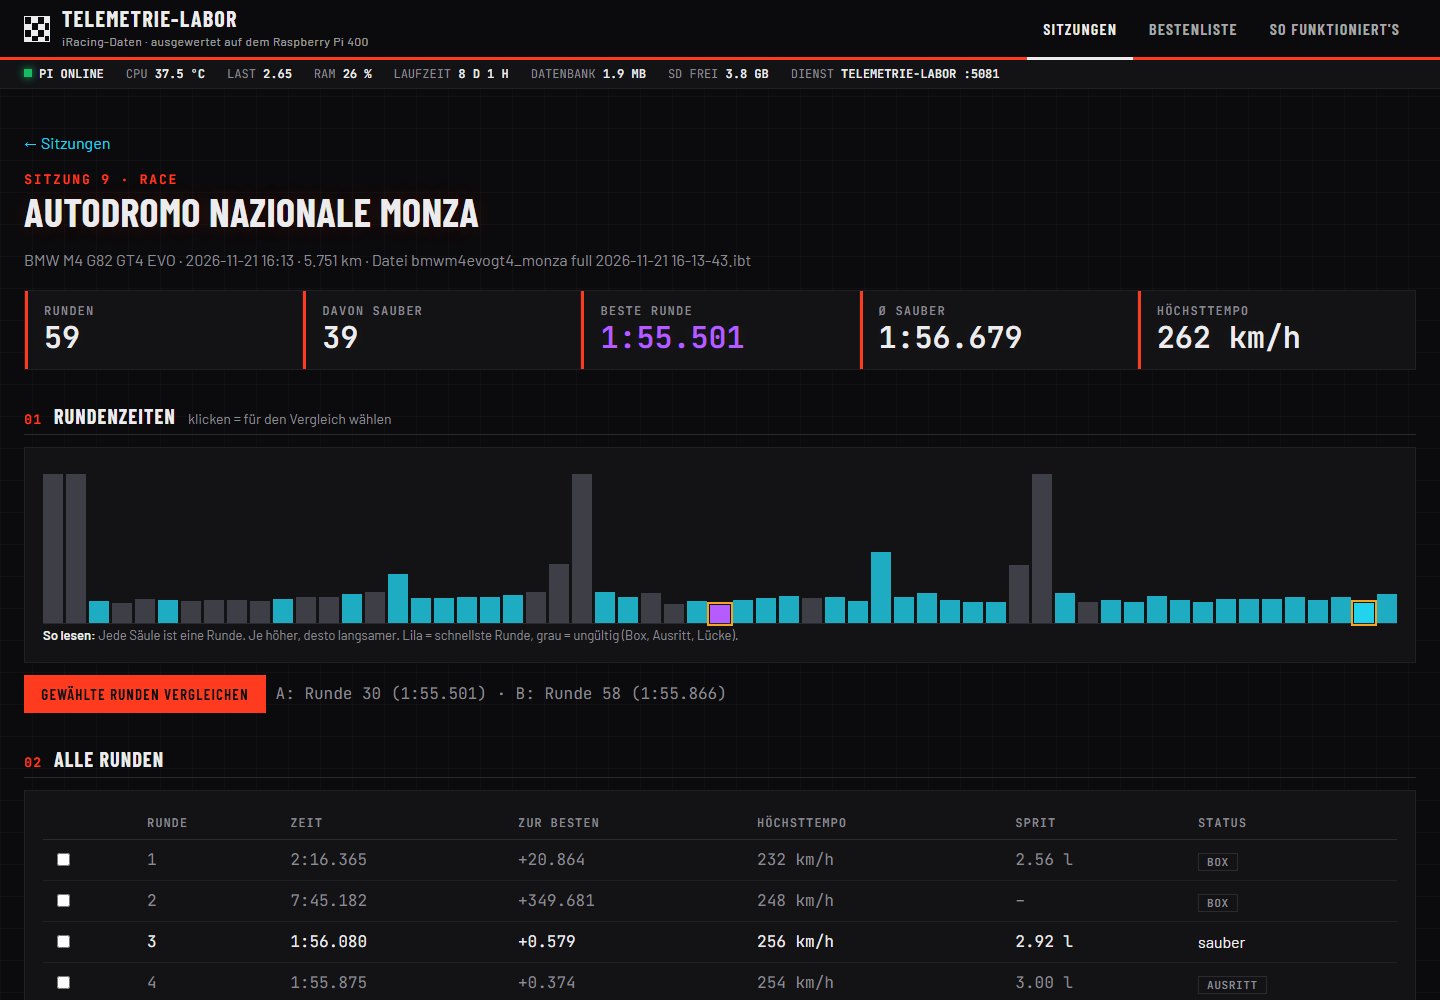 TELEMETRIE-LABOR
iRacing-Daten · ausgewertet auf dem Raspberry Pi 400
SITZUNGEN BESTENLISTE SO FUNKTIONIERT'S
PI ONLINE CPU 37.5 °C LAST 2.65 RAM 26 % LAUFZEIT 8 D 1 H DATENBANK 1.9 MB SD FREI 3.8 GB DIENST TELEMETRIE-LABOR :5081
← Sitzungen
SITZUNG 9 · RACE
AUTODROMO NAZIONALE MONZA
BMW M4 G82 GT4 EVO · 2026-11-21 16:13 · 5.751 km · Datei bmwm4evogt4_monza full 2026-11-21 16-13-43.ibt
RUNDEN DAVON SAUBER BESTE RUNDE Ø SAUBER HÖCHSTTEMPO
59 39 1:55.501 1:56.679 262 km/h
01 RUNDENZEITEN klicken = für den Vergleich wählen
So lesen: Jede Säule ist eine Runde. Je höher, desto langsamer. Lila = schnellste Runde, grau = ungültig (Box, Ausritt, Lücke).
GEWÄHLTE RUNDEN VERGLEICHEN A: Runde 30 (1:55.501) · B: Runde 58 (1:55.866)
02 ALLE RUNDEN
RUNDE ZEIT ZUR BESTEN HÖCHSTTEMPO SPRIT STATUS
1 2:16.365 +20.864 232 km/h 2.56 l BOX
2 7:45.182 +349.681 248 km/h – BOX
3 1:56.080 +0.579 256 km/h 2.92 l sauber
4 1:55.875 +0.374 254 km/h 3.00 l AUSRITT